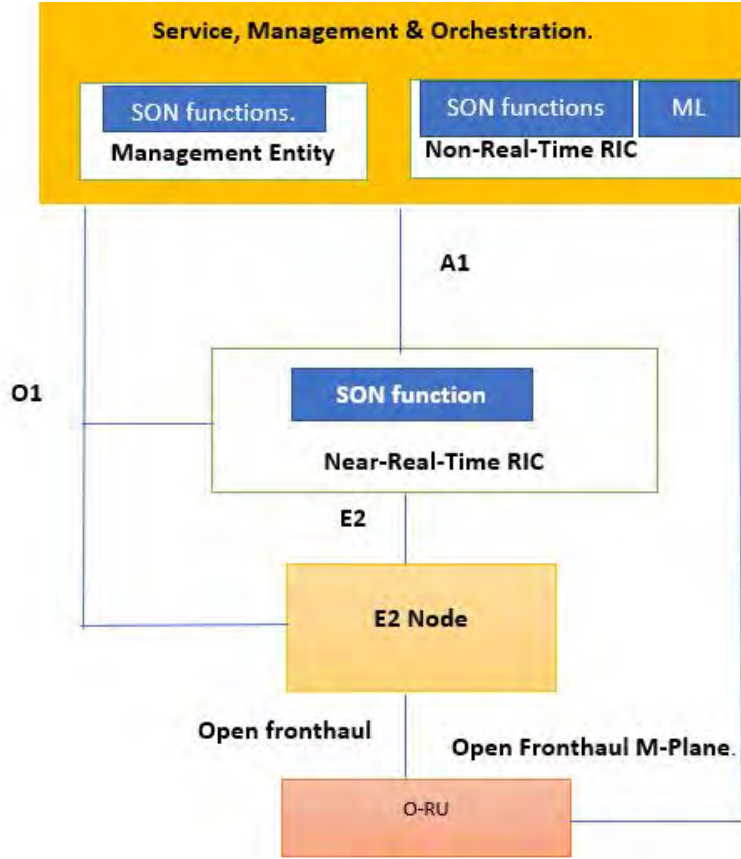 Service, Management & Orchestration.
SON functions.
Management Entity
SON functions
ML
Non-Real-Time RIC
A1
O1
SON function
Near-Real-Time RIC
E2
E2 Node
Open fronthaul
Open Fronthaul M-Plane.
O-RU